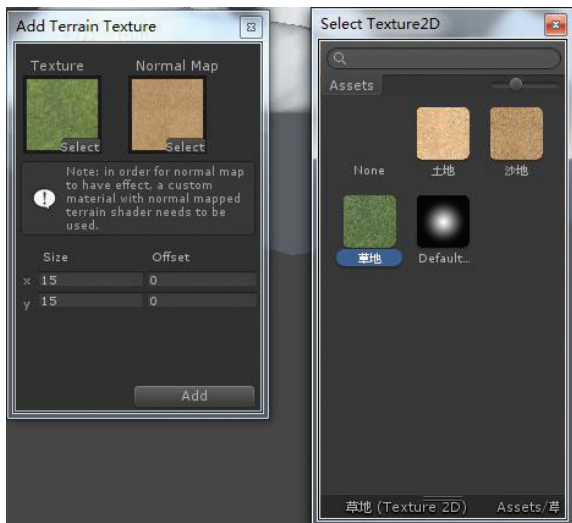 Add Terrain Texture
Texture Normal Map
Select Select
Note: in order for normal map
to have effect, a custom
material with normal mapped
terrain shader needs to be
used.
Size Offset
x 15 0
y 15 0
Add
Select Texture2D
Assets
None 土地 沙地
草地 Default...
草地 (Texture 2D) Assets/草